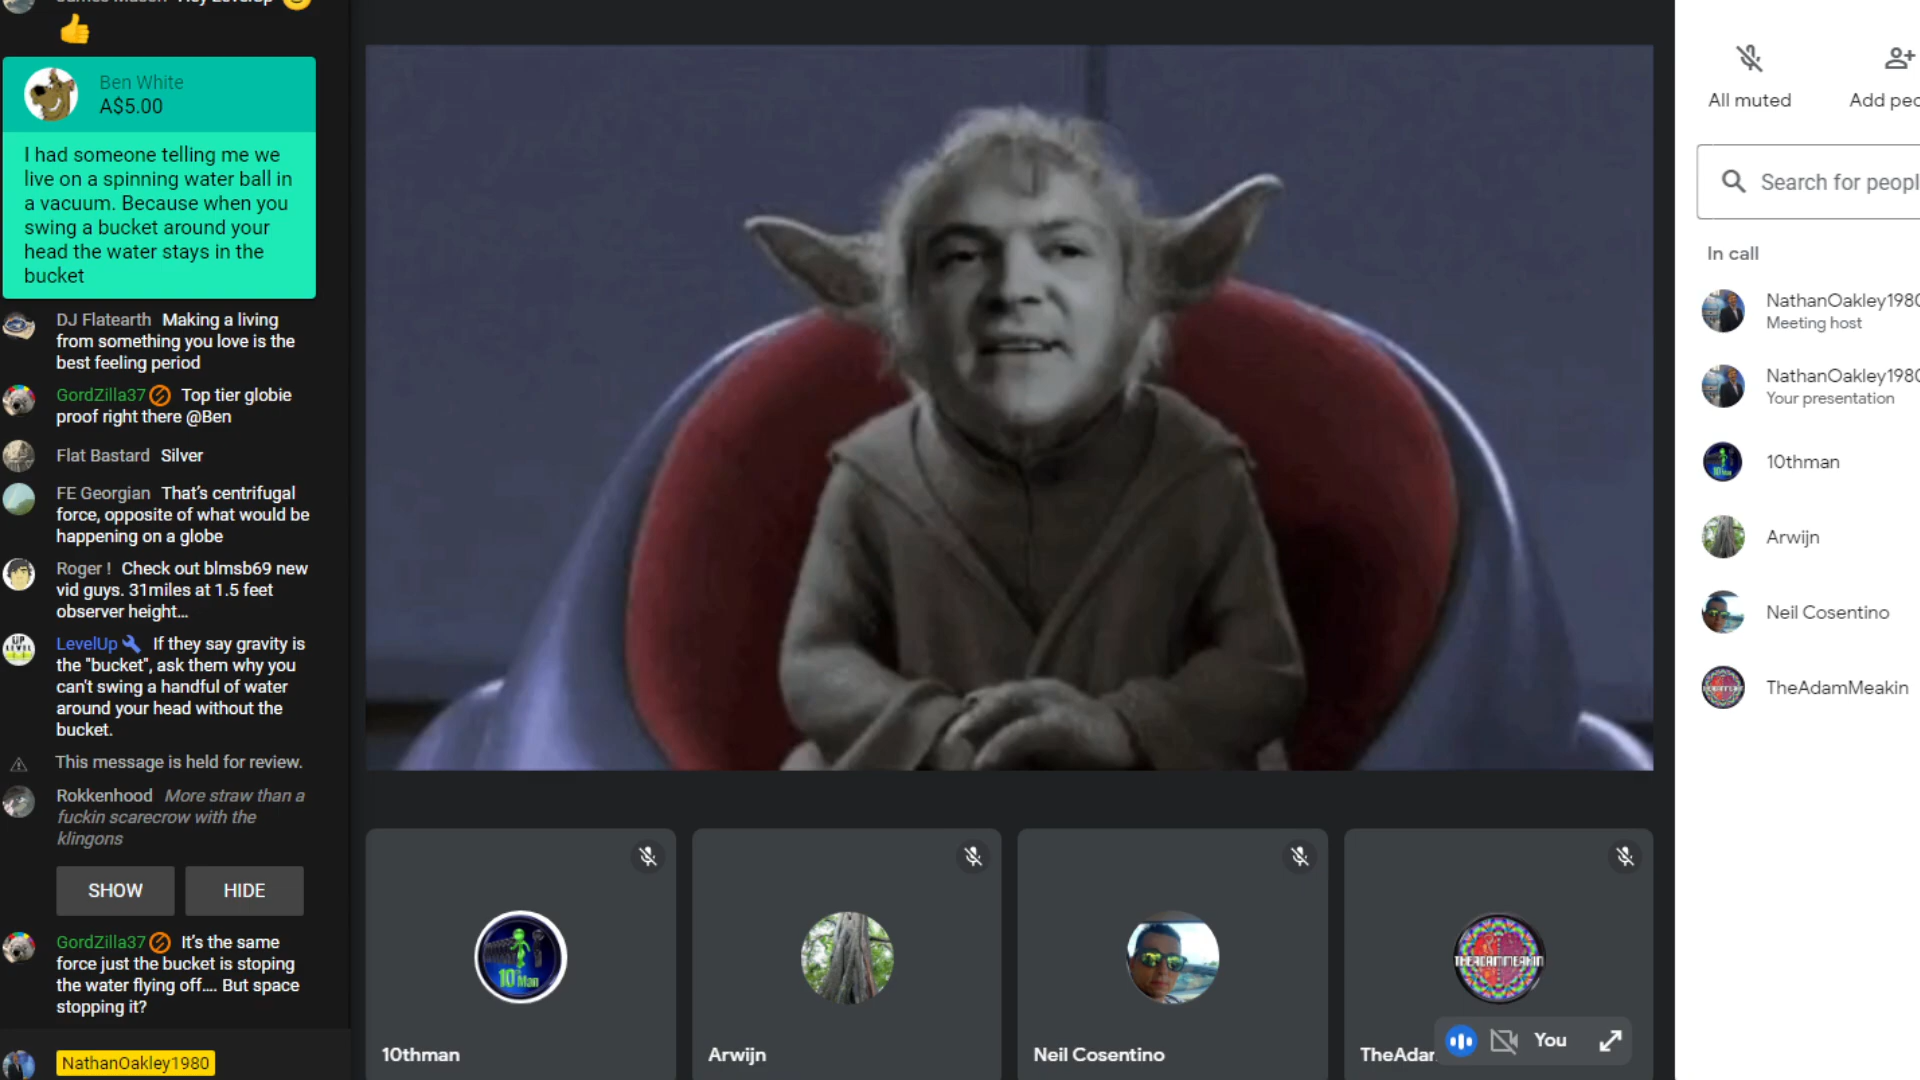 Ben White
A$5.00
I had someone telling me we
live on a spinning water ball in
a vacuum. Because when you
swing a bucket around your
head the water stays in the
bucket
DJ Flatearth Making a living
from something you love is the
best feeling period
GordZilla37 Top tier globie
proof right there @Ben
Flat Bastard Silver
FE Georgian That's centrifugal
force, opposite of what would be
happening on a globe
Roger ! Check out blmsb69 new
vid guys. 31miles at 1.5 feet
observer height...
LevelUp If they say gravity is
the "bucket", ask them why you
can't swing a handful of water
around your head without the
bucket.
This message is held for review.
Rokkenhood More straw than a
fuckin scarecrow with the
klingons
SHOW HIDE
GordZilla37 It's the same
force just the bucket is stoping
the water flying off.... But space
stopping it?
NathanOakley1980
10 Man
THEADAMMEAKIN
10thman
Arwijn
Neil Cosentino
TheAdar
You
All muted
Add peo
Search for peopl
In call
NathanOakley1980
Meeting host
NathanOakley1980
Your presentation
10thman
Arwijn
Neil Cosentino
TheAdamMeakin